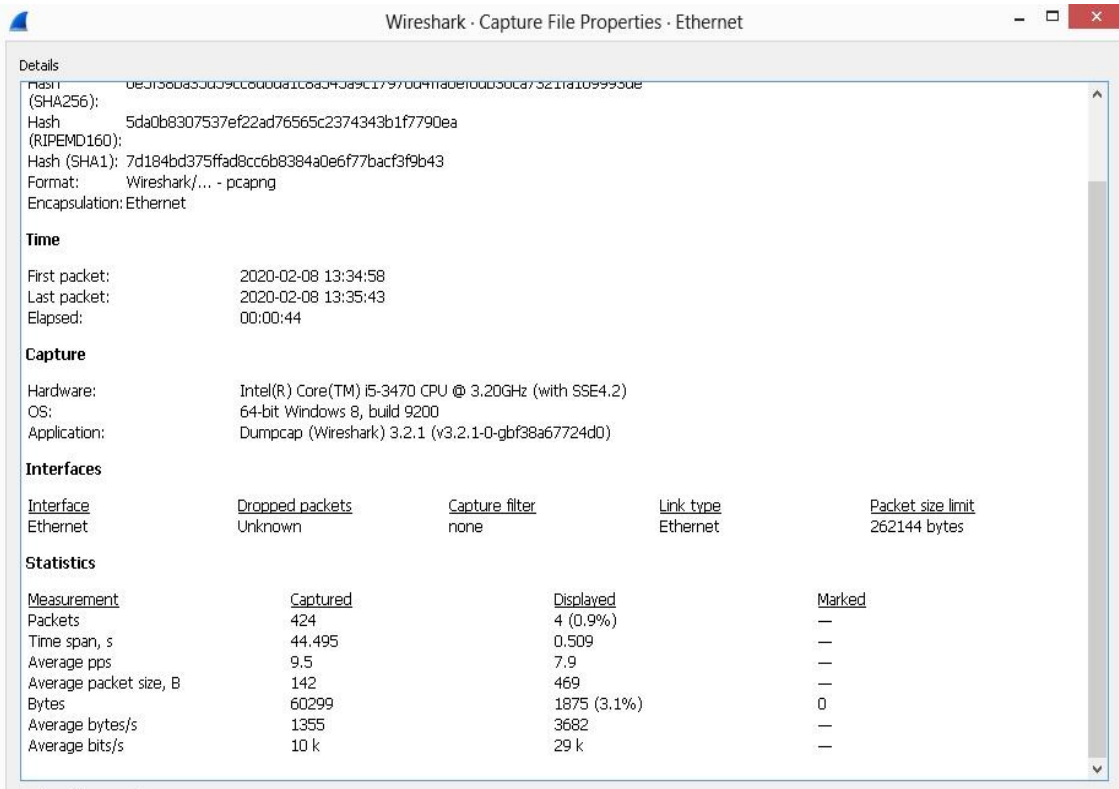 Wireshark · Capture File Properties · Ethernet
Details
Hash
(SHA256):
Hash 5da0b8307537ef22ad76565c2374343b1f7790ea
(RIPEMD160):
Hash (SHA1): 7d184bd375ffad8cc6b8384a0e6f77bacf3f9b43
Format: Wireshark/... - pcapng
Encapsulation: Ethernet
Time
First packet: 2020-02-08 13:34:58
Last packet: 2020-02-08 13:35:43
Elapsed: 00:00:44
Capture
Hardware: Intel(R) Core(TM) i5-3470 CPU @ 3.20GHz (with SSE4.2)
OS: 64-bit Windows 8, build 9200
Application: Dumpcap (Wireshark) 3.2.1 (v3.2.1-0-gbf38a67724d0)
Interfaces
Interface Dropped packets Capture filter Link type Packet size limit
Ethernet Unknown none Ethernet 262144 bytes
Statistics
Measurement Captured Displayed Marked
Packets 424 4 (0.9%) —
Time span, s 44.495 0.509 —
Average pps 9.5 7.9 —
Average packet size, B 142 469 —
Bytes 60299 1875 (3.1%) 0
Average bytes/s 1355 3682 —
Average bits/s 10 k 29 k —